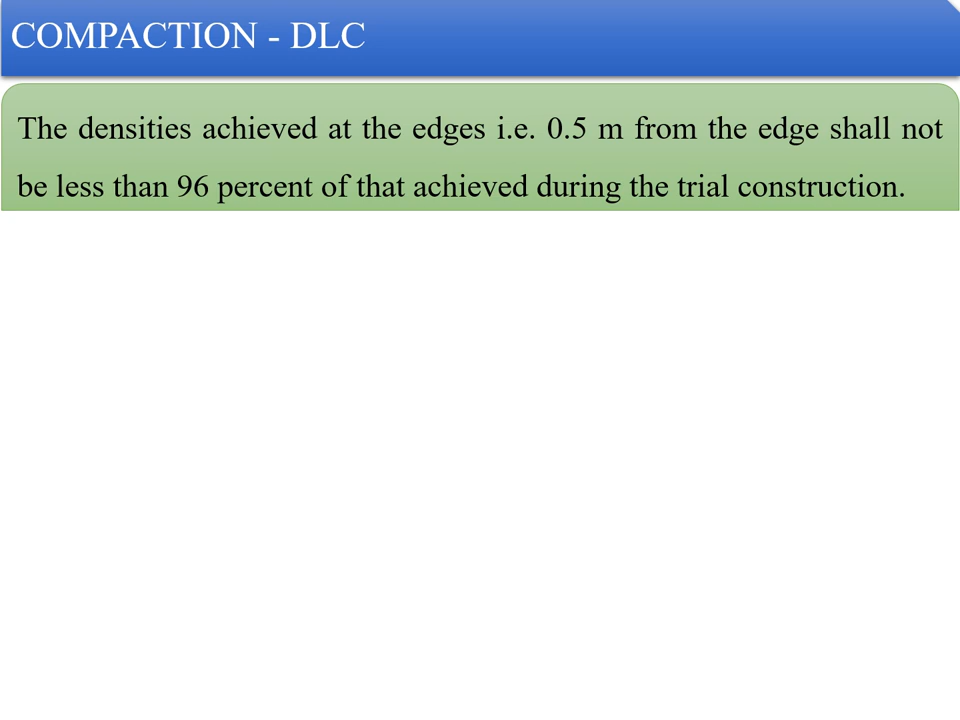 COMPACTION - DLC
The densities achieved at the edges i.e. 0.5 m from the edge shall not
be less than 96 percent of that achieved during the trial construction.